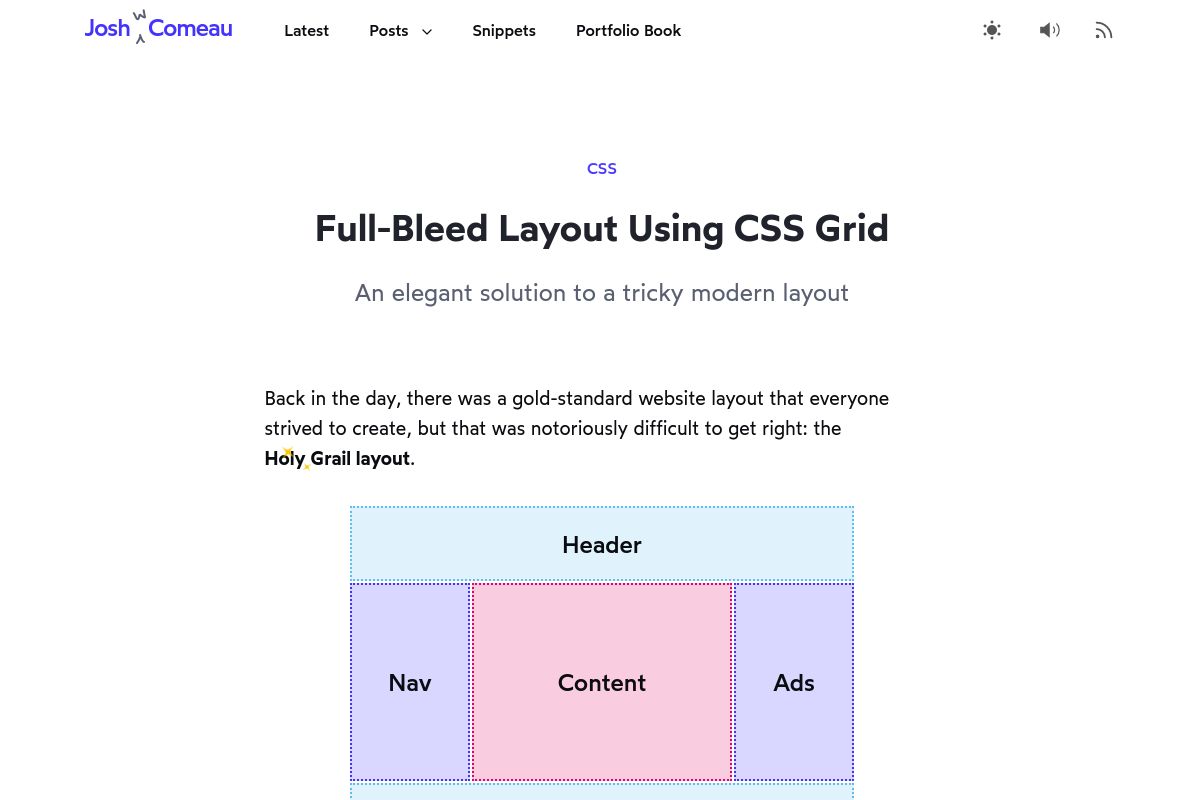 Josh W Comeau
Latest
Posts
Snippets
Portfolio Book
CSS
Full-Bleed Layout Using CSS Grid
An elegant solution to a tricky modern layout
Back in the day, there was a gold-standard website layout that everyone
strived to create, but that was notoriously difficult to get right: the
Holy Grail layout.
Header
Nav
Content
Ads